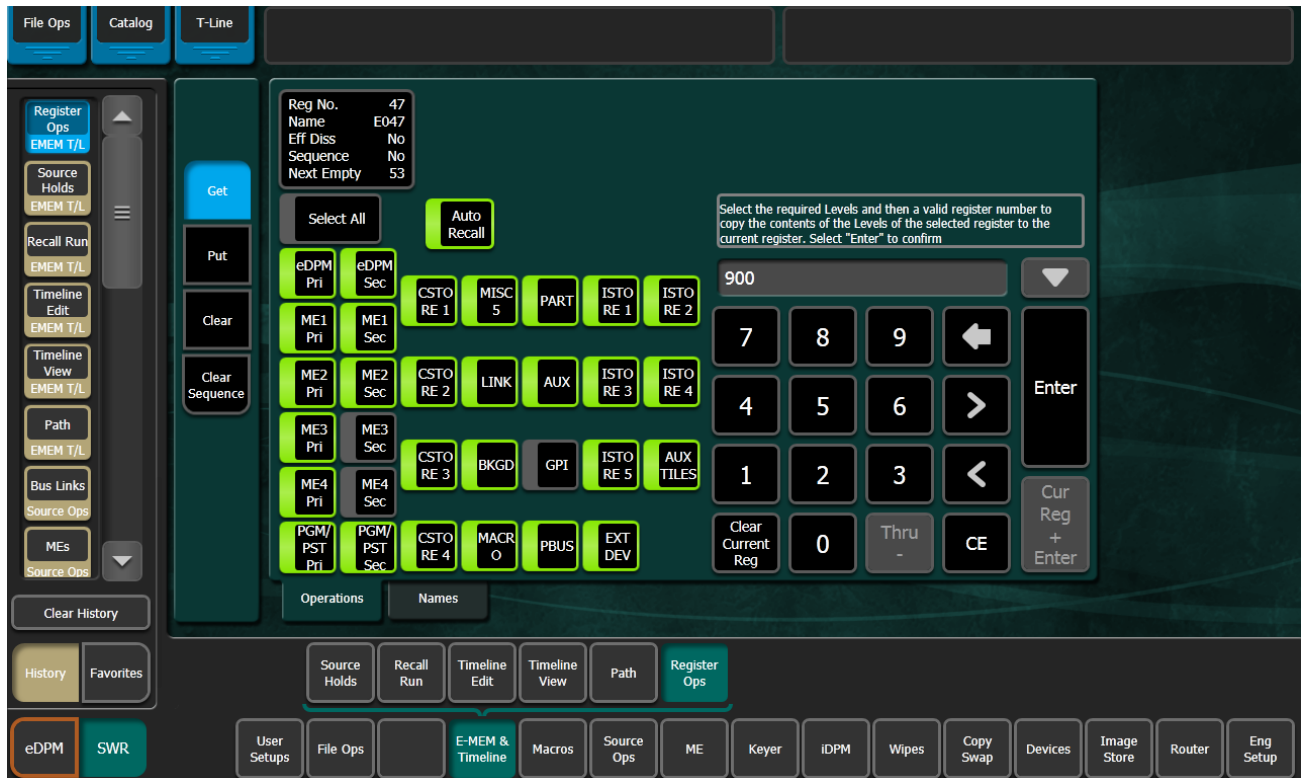 File Ops
Catalog
T-Line
Register
Ops
EMEM T/L
Source
Holds
EMEM T/L
Recall Run
EMEM T/L
Timeline
Edit
EMEM T/L
Timeline
View
EMEM T/L
Path
EMEM T/L
Bus Links
Source Ops
MEs
Source Ops
Clear History
History
Favorites
Get
Put
Clear
Clear
Sequence
Reg No. 47
Name E047
Eff Diss No
Sequence No
Next Empty 53
Select All
Auto
Recall
eDPM
Pri
eDPM
Sec
ME1
Pri
ME1
Sec
ME2
Pri
ME2
Sec
ME3
Pri
ME3
Sec
ME4
Pri
ME4
Sec
PGM/
PST
Pri
PGM/
PST
Sec
CSTO
RE 1
MISC
5
PART
ISTO
RE 1
ISTO
RE 2
CSTO
RE 2
LINK
AUX
ISTO
RE 3
ISTO
RE 4
CSTO
RE 3
BKGD
GPI
ISTO
RE 5
AUX
TILES
CSTO
RE 4
MACR
O
PBUS
EXT
DEV
Select the required Levels and then a valid register number to
copy the contents of the Levels of the selected register to the
current register. Select "Enter" to confirm
900
7
8
9
4
5
6
>
Enter
1
2
3
<
Clear
Current
Reg
0
Thru
-
CE
Cur
Reg
+
Enter
Operations
Names
Source
Holds
Recall
Run
Timeline
Edit
Timeline
View
Path
Register
Ops
eDPM
SWR
User
Setups
File Ops
E-MEM &
Timeline
Macros
Source
Ops
ME
Keyer
iDPM
Wipes
Copy
Swap
Devices
Image
Store
Router
Eng
Setup